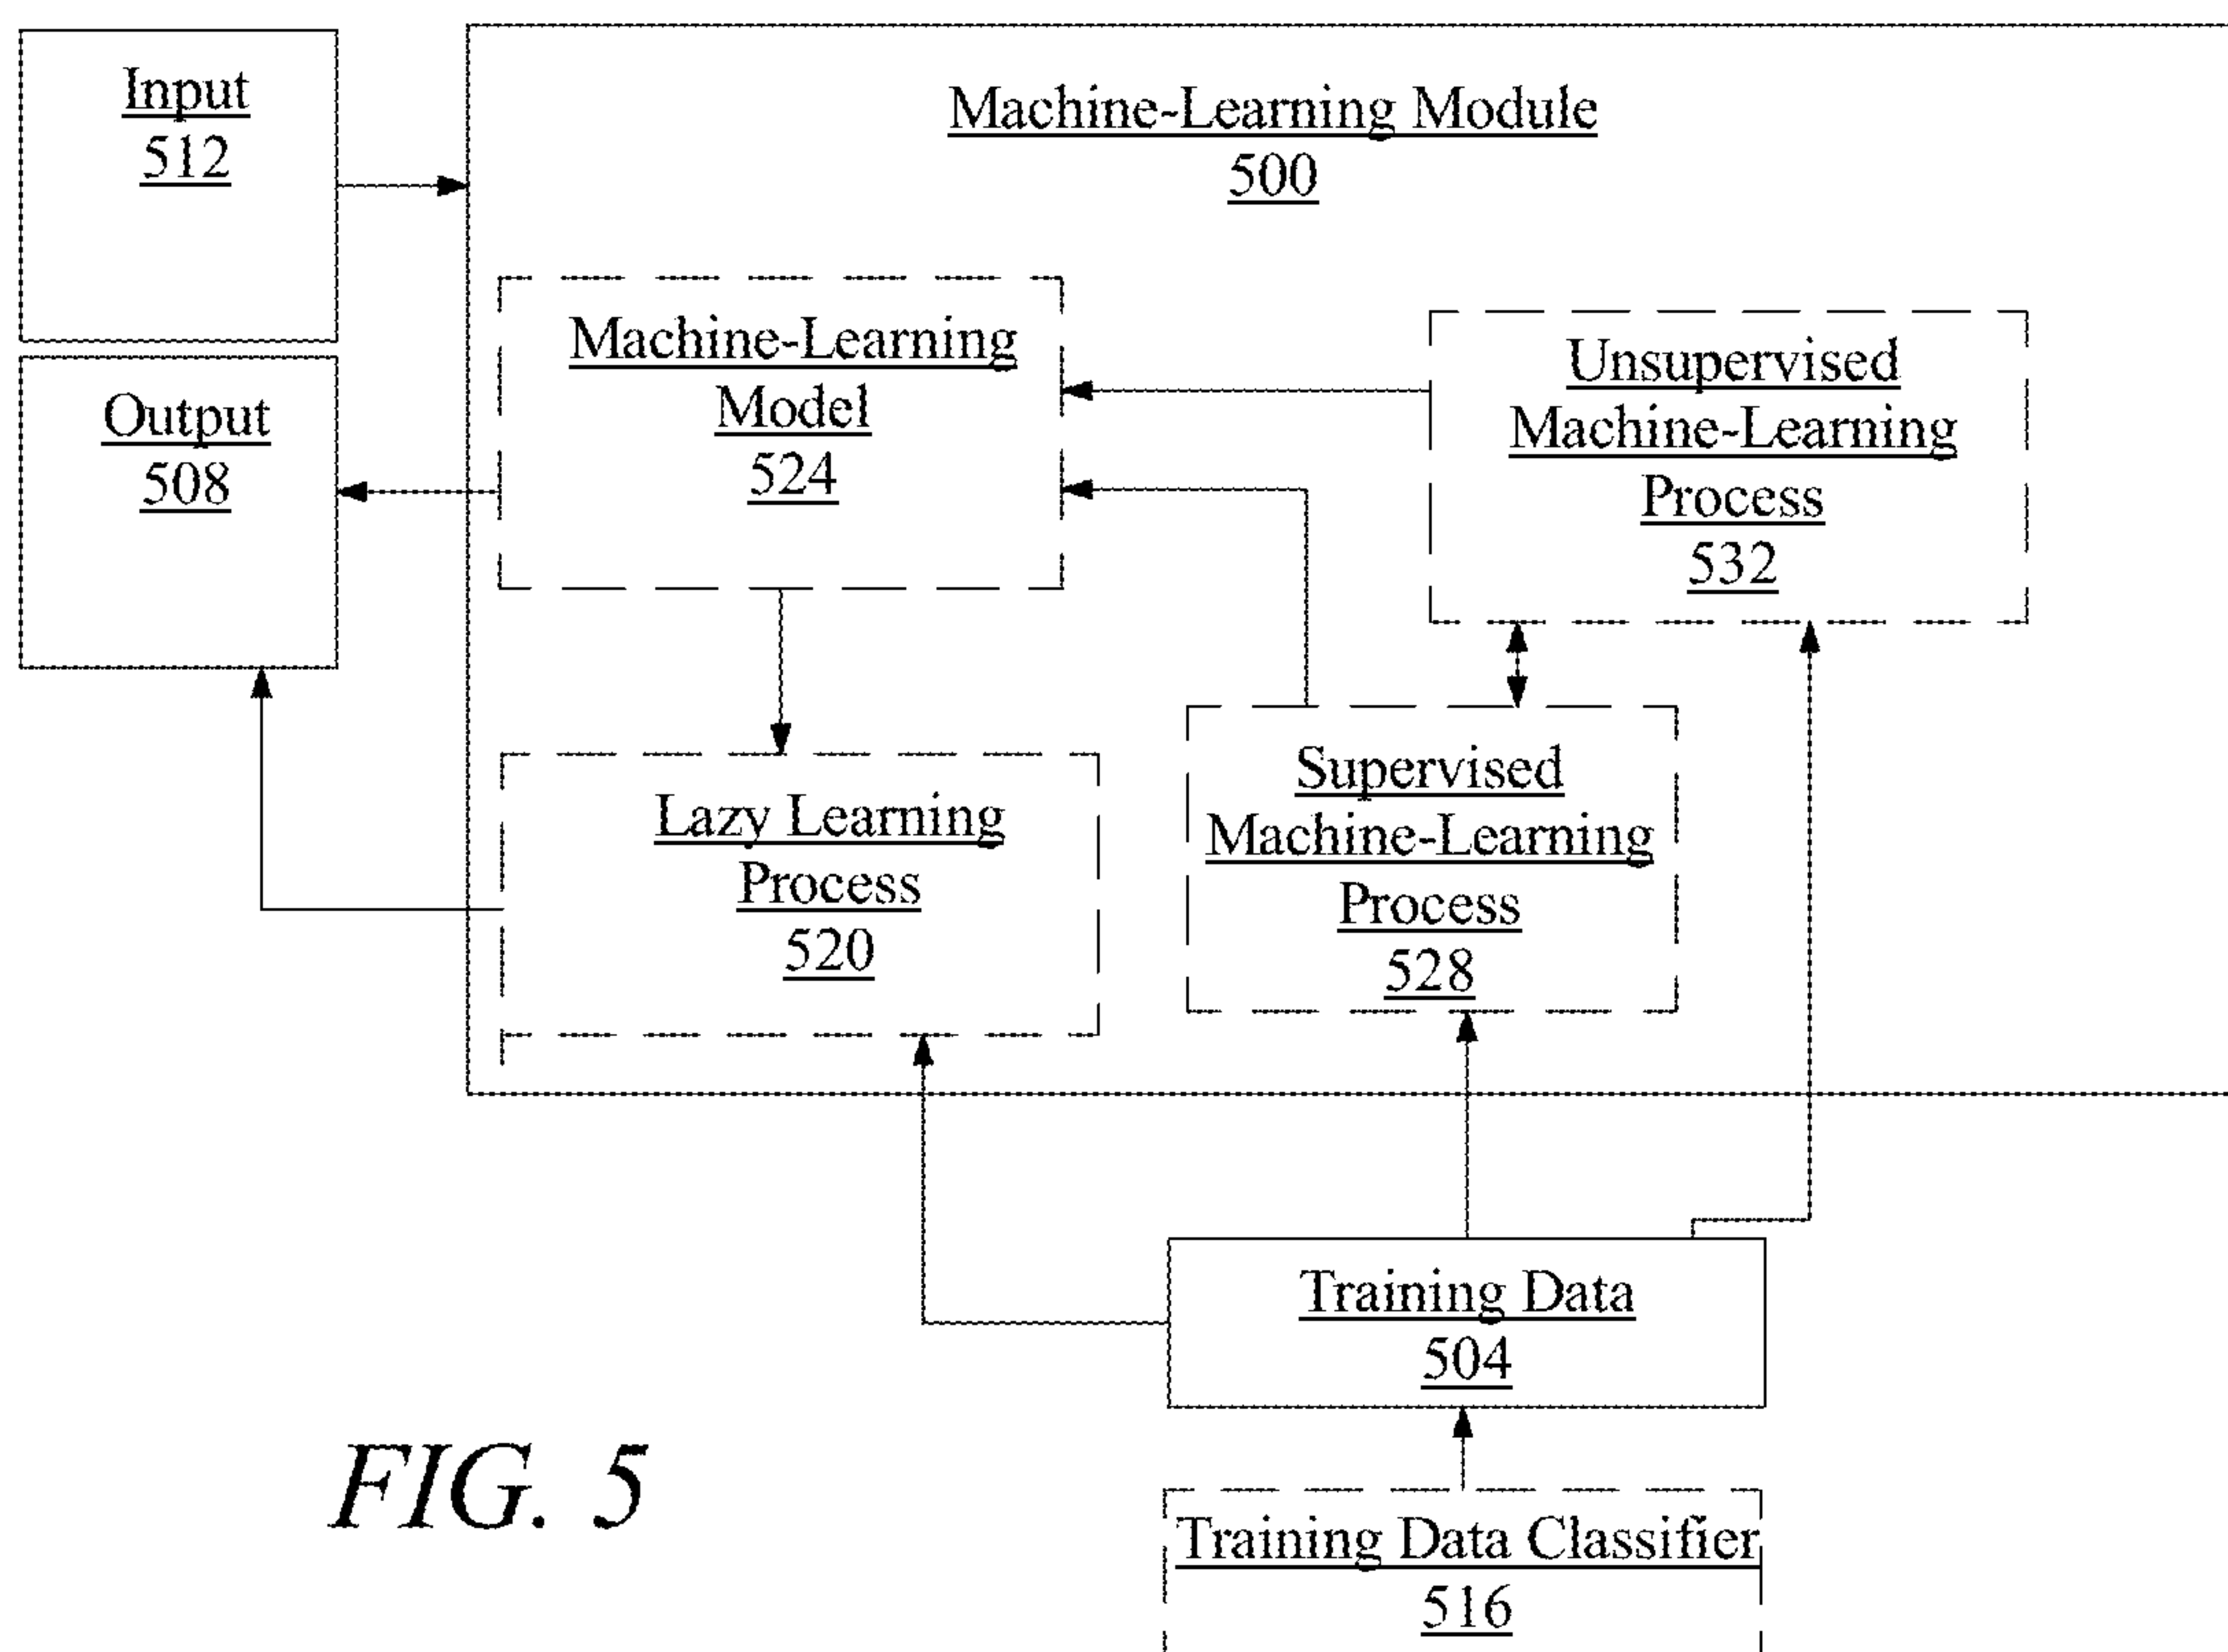 Input
512
Machine-Learning Module
500
Machine-Learning
Model
524
Unsupervised
Machine-Learning
Process
532
Output
508
Lazy Learning
Process
520
Supervised
Machine-Learning
Process
528
Training Data
504
FIG. 5
Training Data Classifier
516